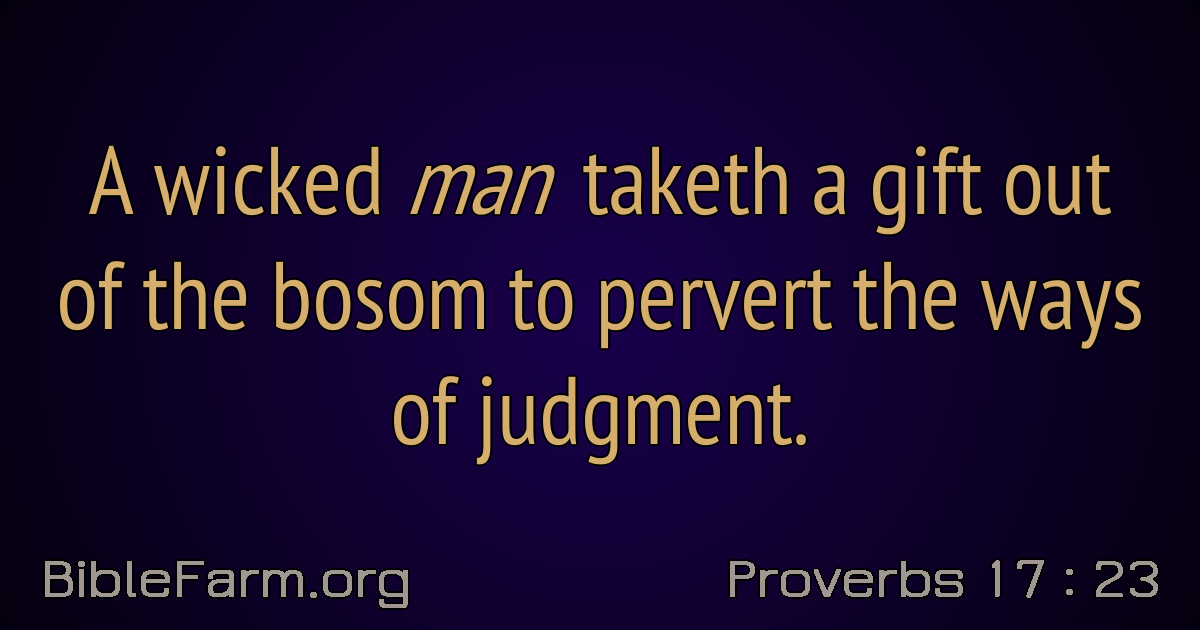 A wicked man taketh a gift out
of the bosom to pervert the ways
of judgment.
BibleFarm.org
Proverbs 17 : 23